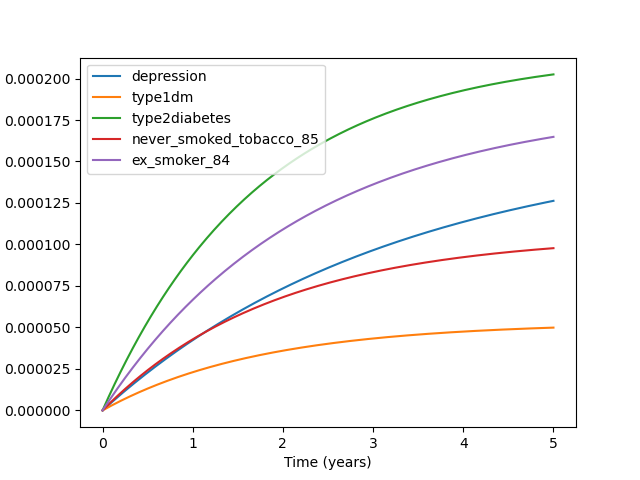 0.000200
0.000175
0.000150
0.000125
0.000100
0.000075
0.000050
0.000025
0.000000
depression
type1dm
type2diabetes
never_smoked_tobacco_85
ex_smoker_84
0 1 2 3 4 5
Time (years)